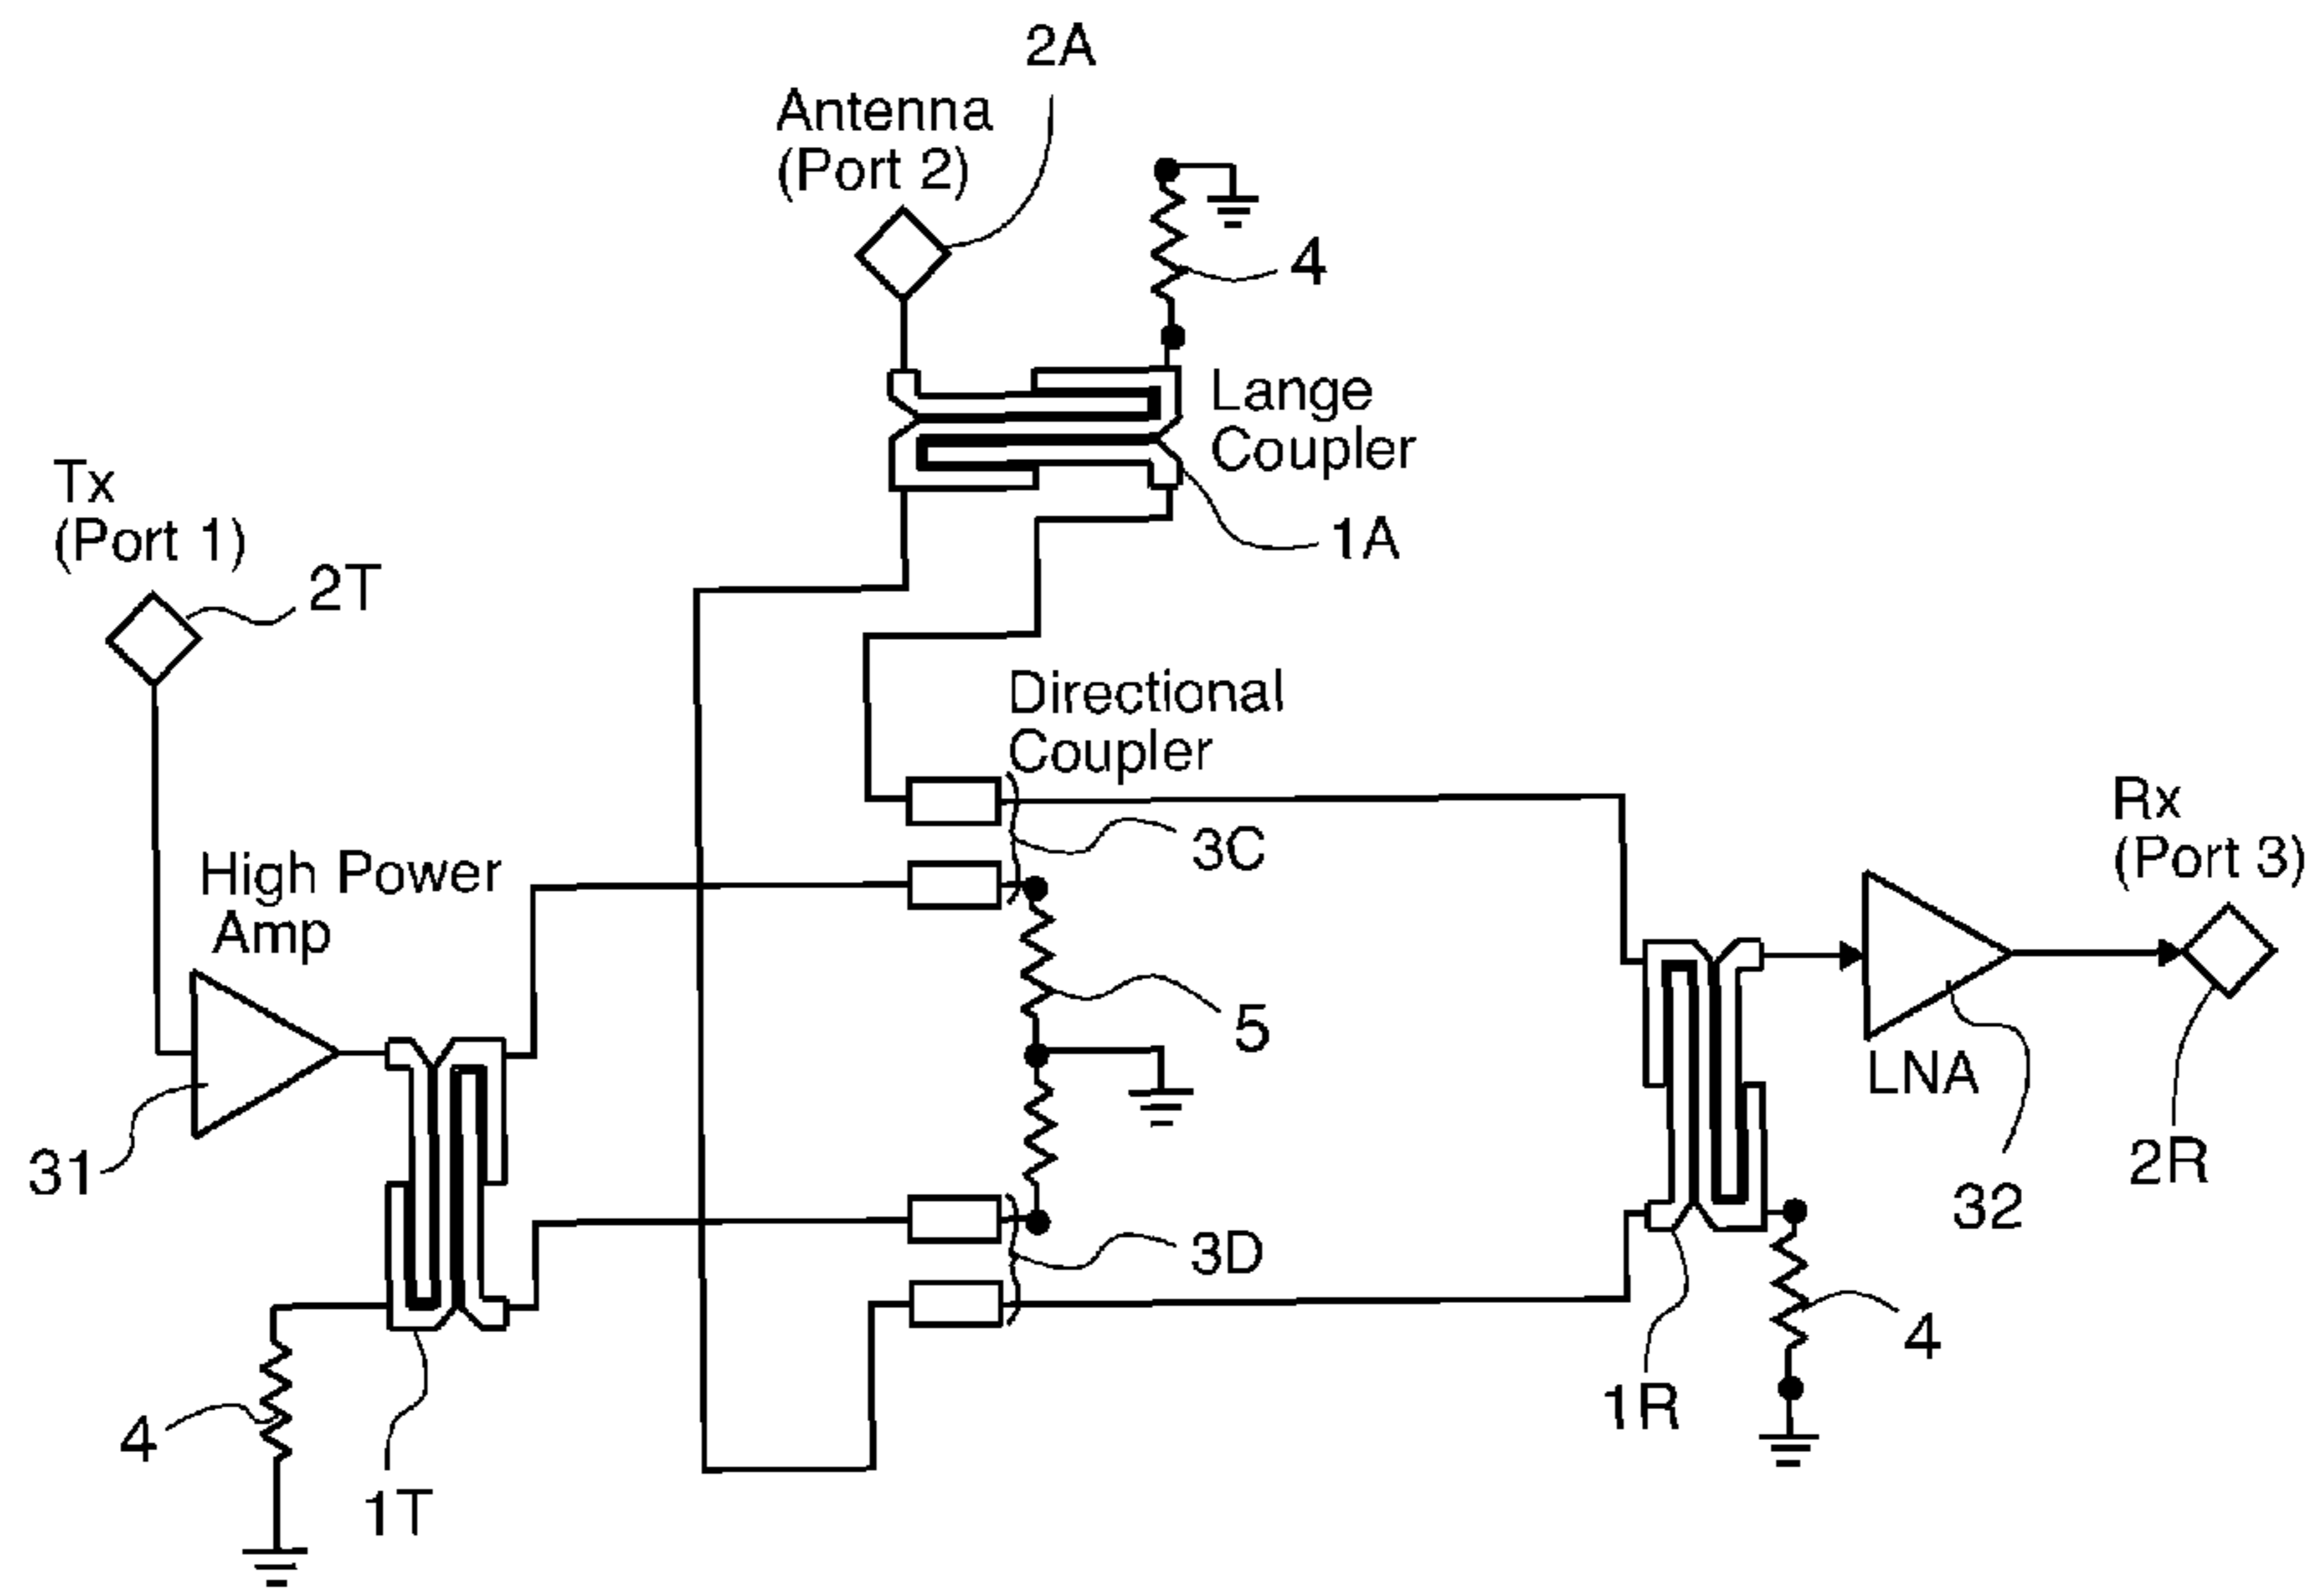 2A
Antenna
(Port 2)
4
Lange
Coupler
1A
Tx
(Port 1)
2T
Directional
Coupler
3C
Rx
(Port 3)
High Power
Amp
5
31
LNA
2R
32
3D
4
1R
4
1T